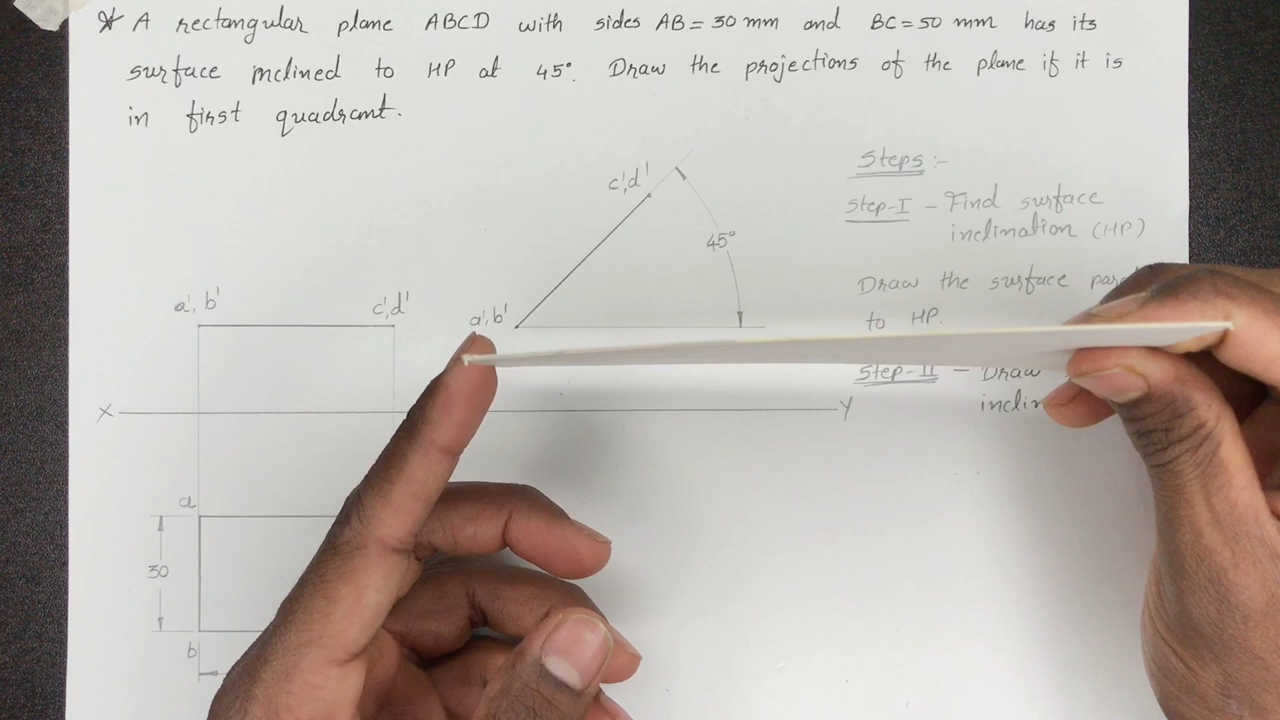 * A rectangular plane ABCD with sides AB = 30 mm and BC = 50 mm has its
surface inclined to HP at 45°. Draw the projections of the plane if it is
in first quadrant.
Steps :-
Step-I - Find surface
inclination (HP)
Draw the surface
to HP.
Step-II - Draw
c',d'
45°
a',b'
a', b'
c',d'
X
Y
a
30
b